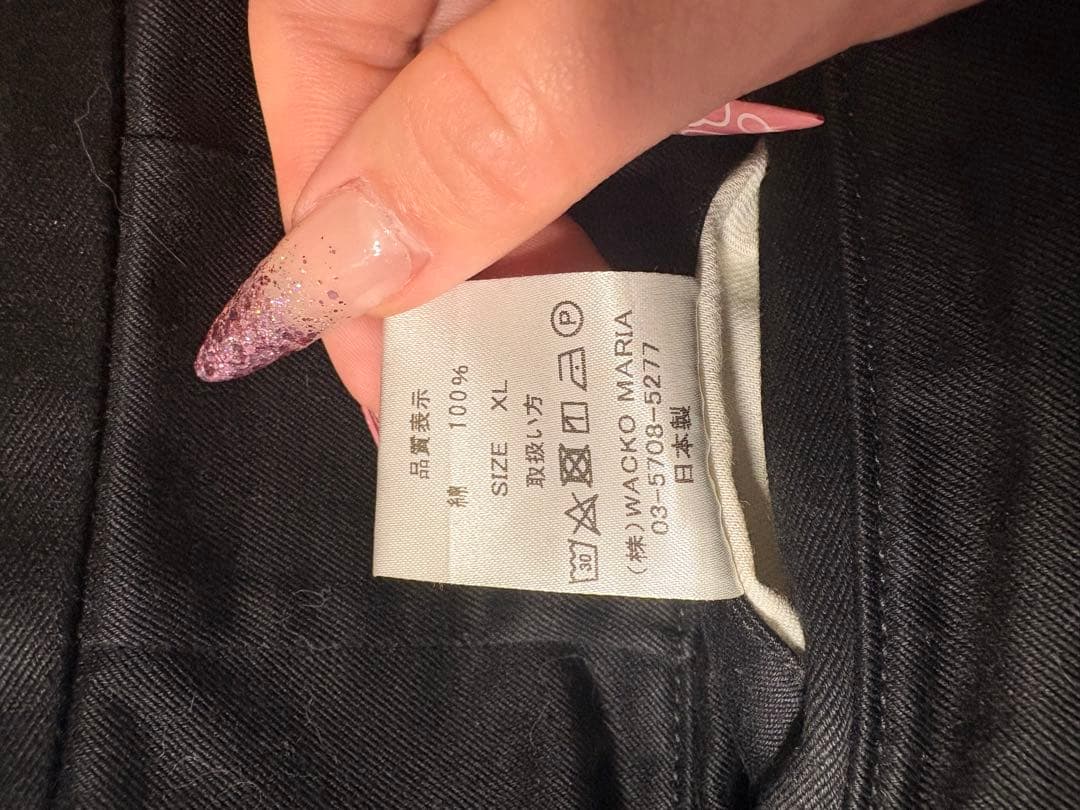 品質表示
綿 100%
SIZE XL
取扱い方
30 P
(株)WACKO MARIA
03-5708-5277
日本製